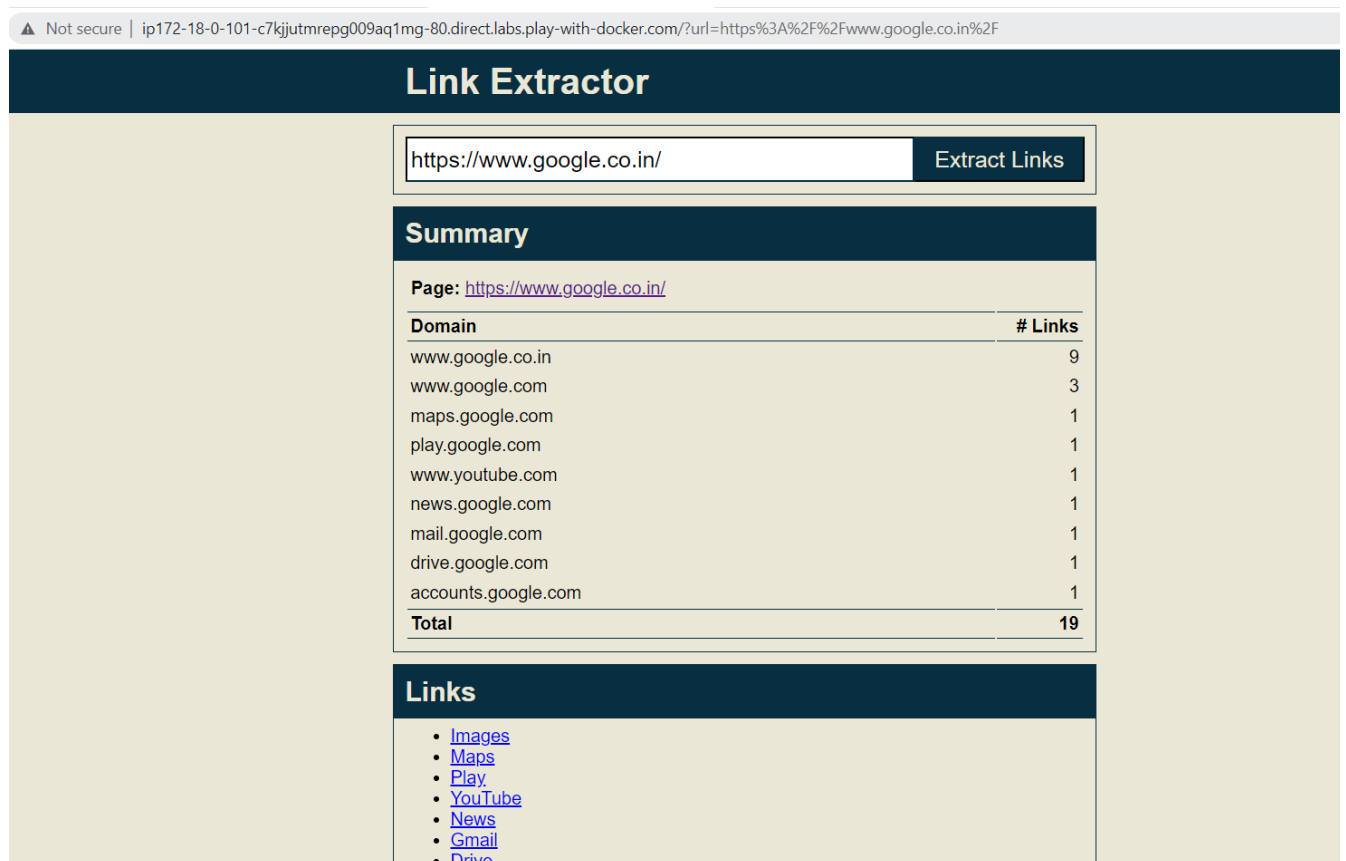 Not secure | ip172-18-0-101-c7kjjutmrepg009aq1mg-80.direct.labs.play-with-docker.com/?url=https%3A%2F%2Fwww.google.co.in%2F
Link Extractor
https://www.google.co.in/ Extract Links
Summary
Page: https://www.google.co.in/
Domain # Links
www.google.co.in 9
www.google.com 3
maps.google.com 1
play.google.com 1
www.youtube.com 1
news.google.com 1
mail.google.com 1
drive.google.com 1
accounts.google.com 1
Total 19
Links
• Images
• Maps
• Play
• YouTube
• News
• Gmail
• Drive